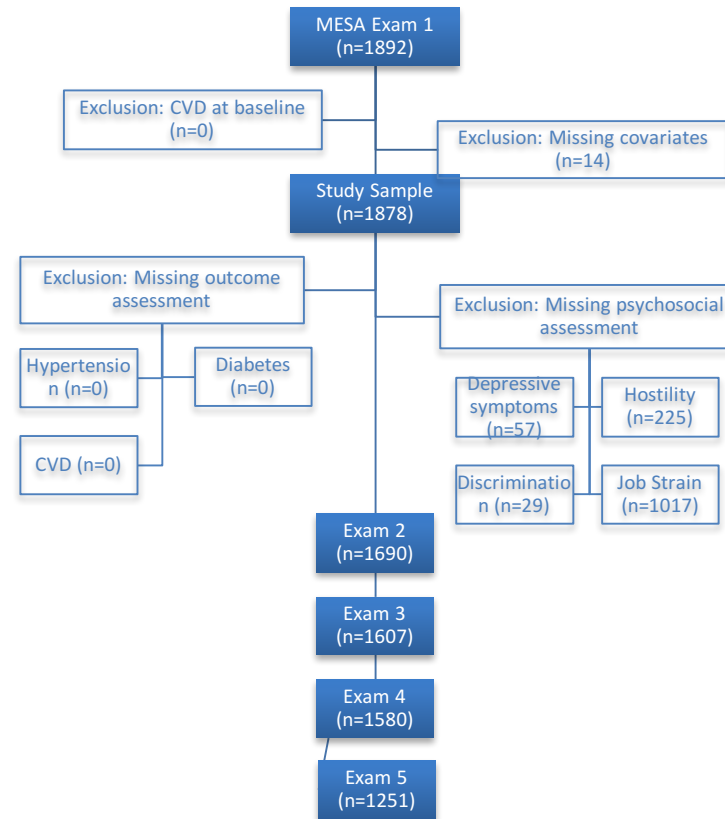 MESA Exam 1
(n=1892)
Exclusion: CVD at baseline
(n=0)
Exclusion: Missing covariates
(n=14)
Study Sample
(n=1878)
Exclusion: Missing outcome
assessment
Exclusion: Missing psychosocial
assessment
Hypertensio
n (n=0)
Diabetes
(n=0)
CVD (n=0)
Depressive
symptoms
(n=57)
Hostility
(n=225)
Discriminatio
n (n=29)
Job Strain
(n=1017)
Exam 2
(n=1690)
Exam 3
(n=1607)
Exam 4
(n=1580)
Exam 5
(n=1251)